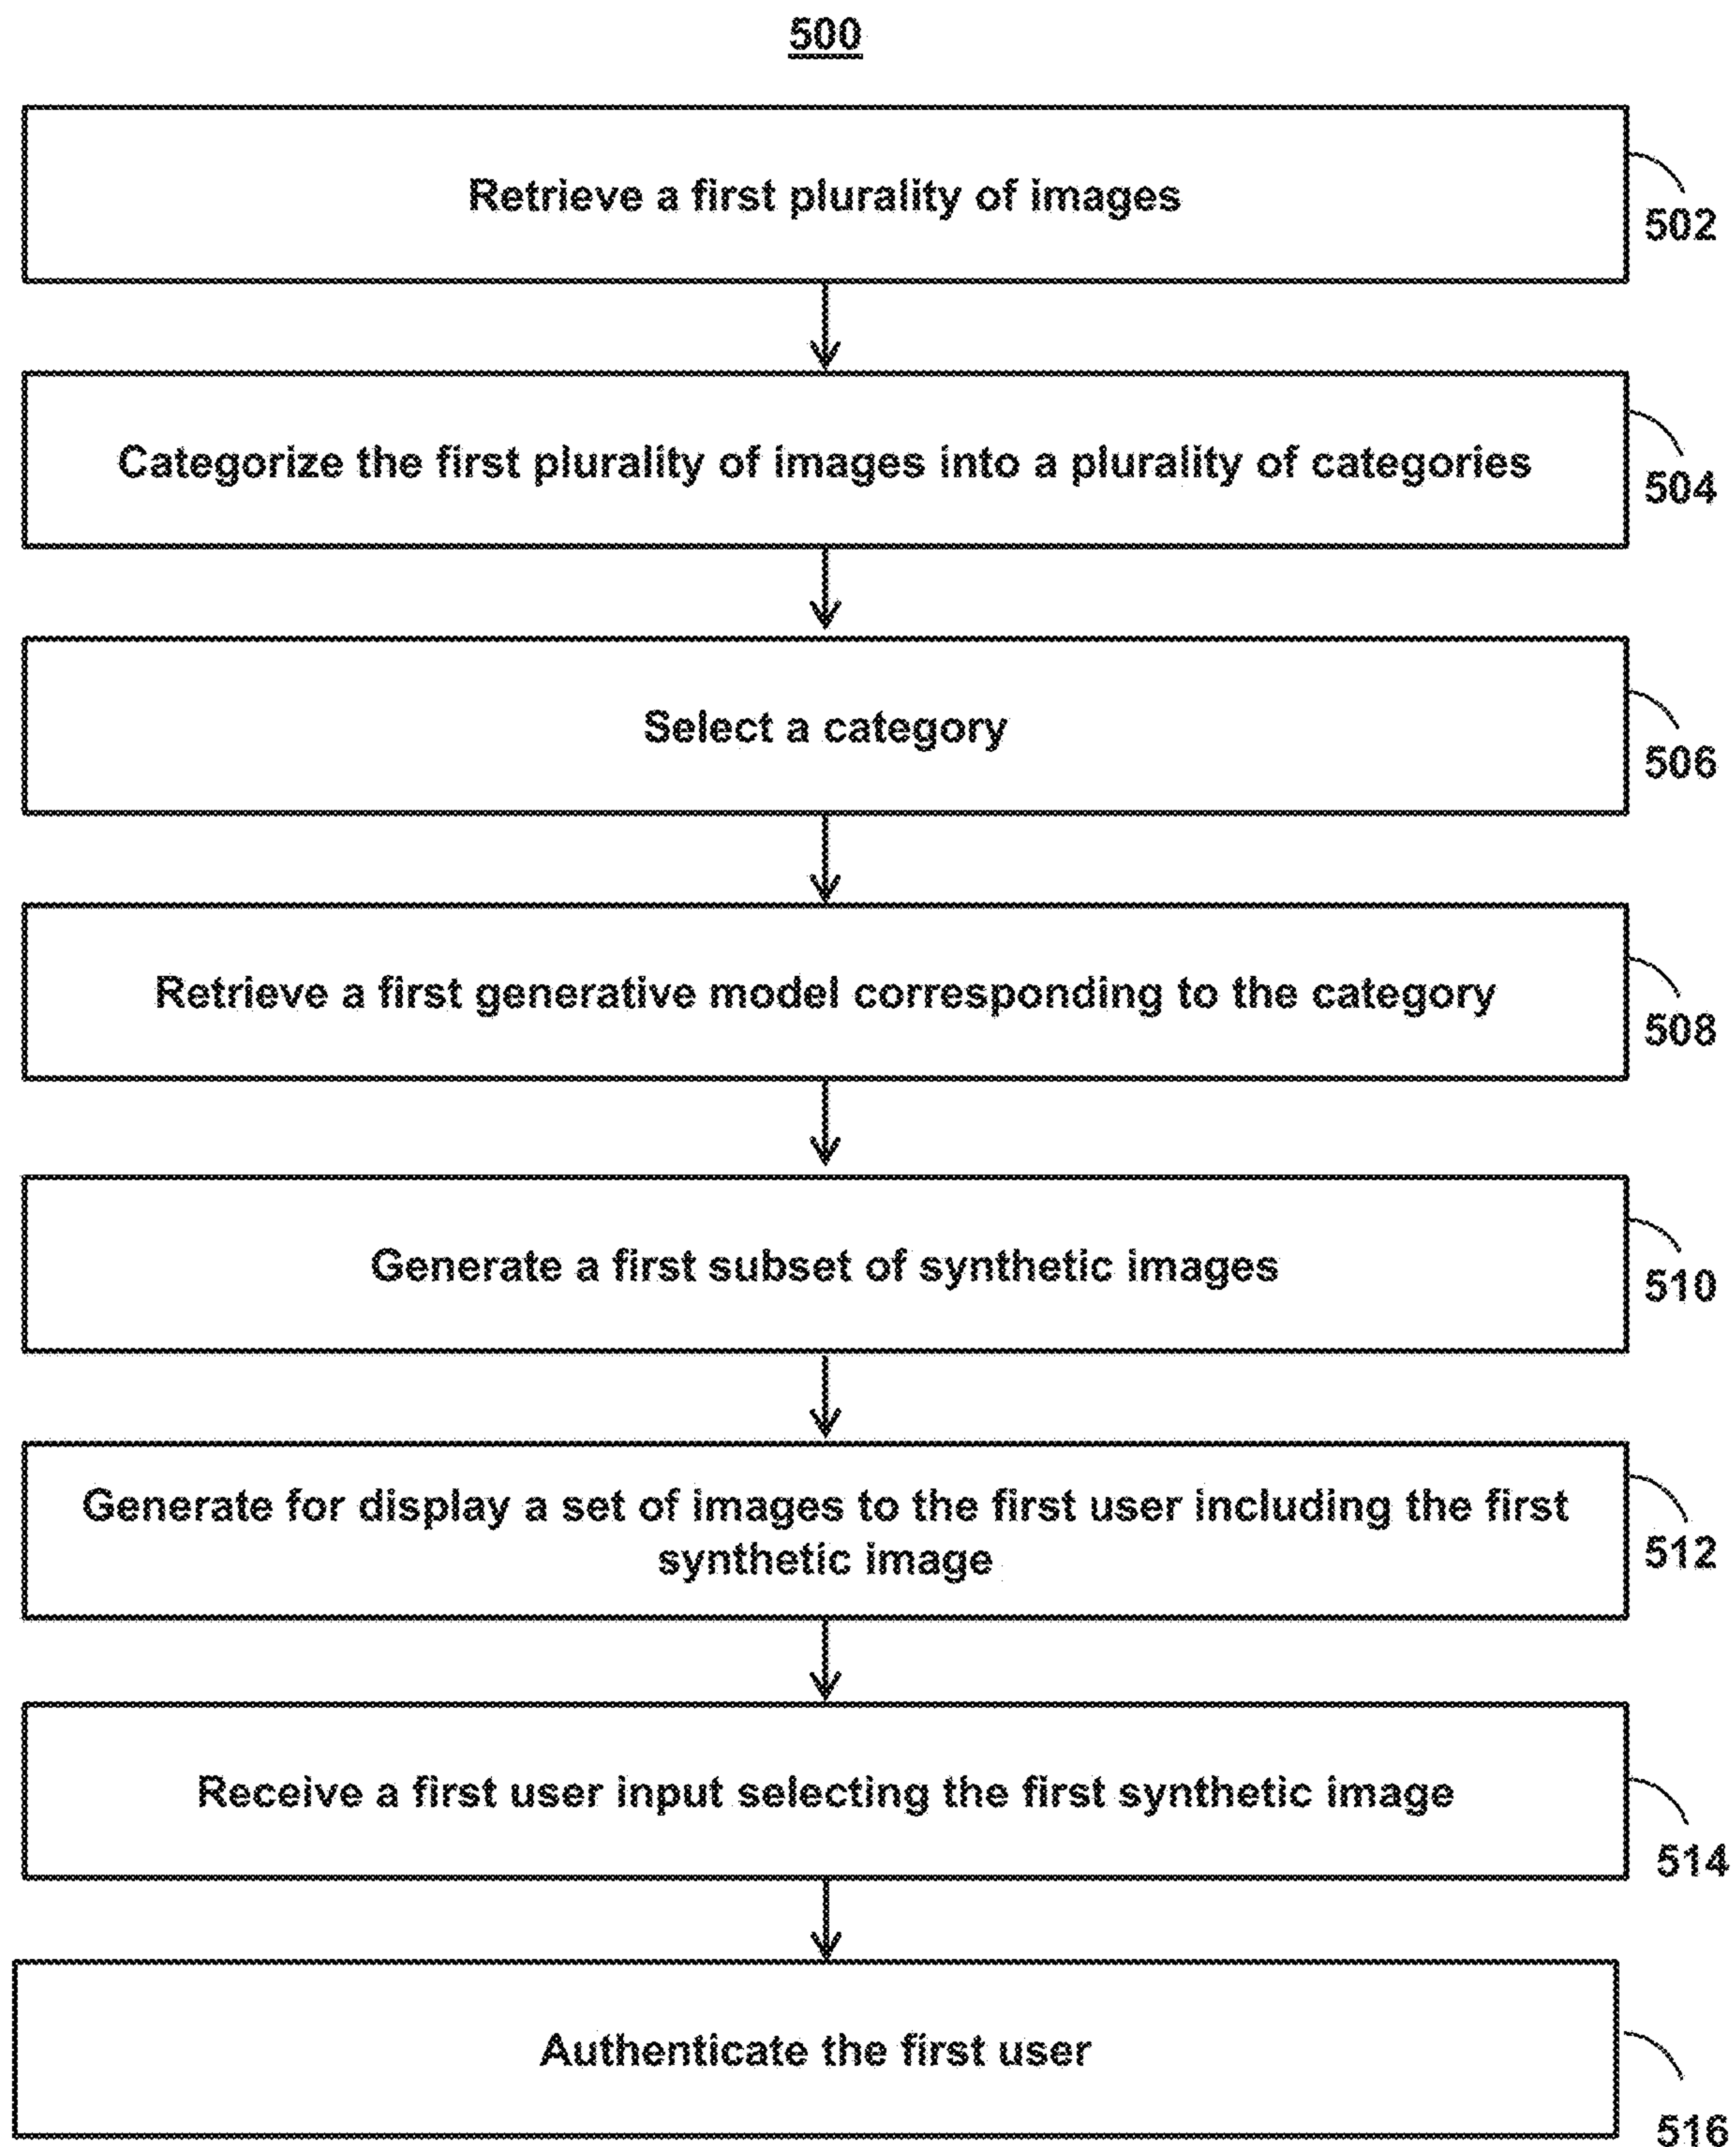 500
Retrieve a first plurality of images
502
Categorize the first plurality of images into a plurality of categories
504
Select a category
506
Retrieve a first generative model corresponding to the category
508
Generate a first subset of synthetic images
510
Generate for display a set of images to the first user including the first
synthetic image
512
Receive a first user input selecting the first synthetic image
514
Authenticate the first user
516